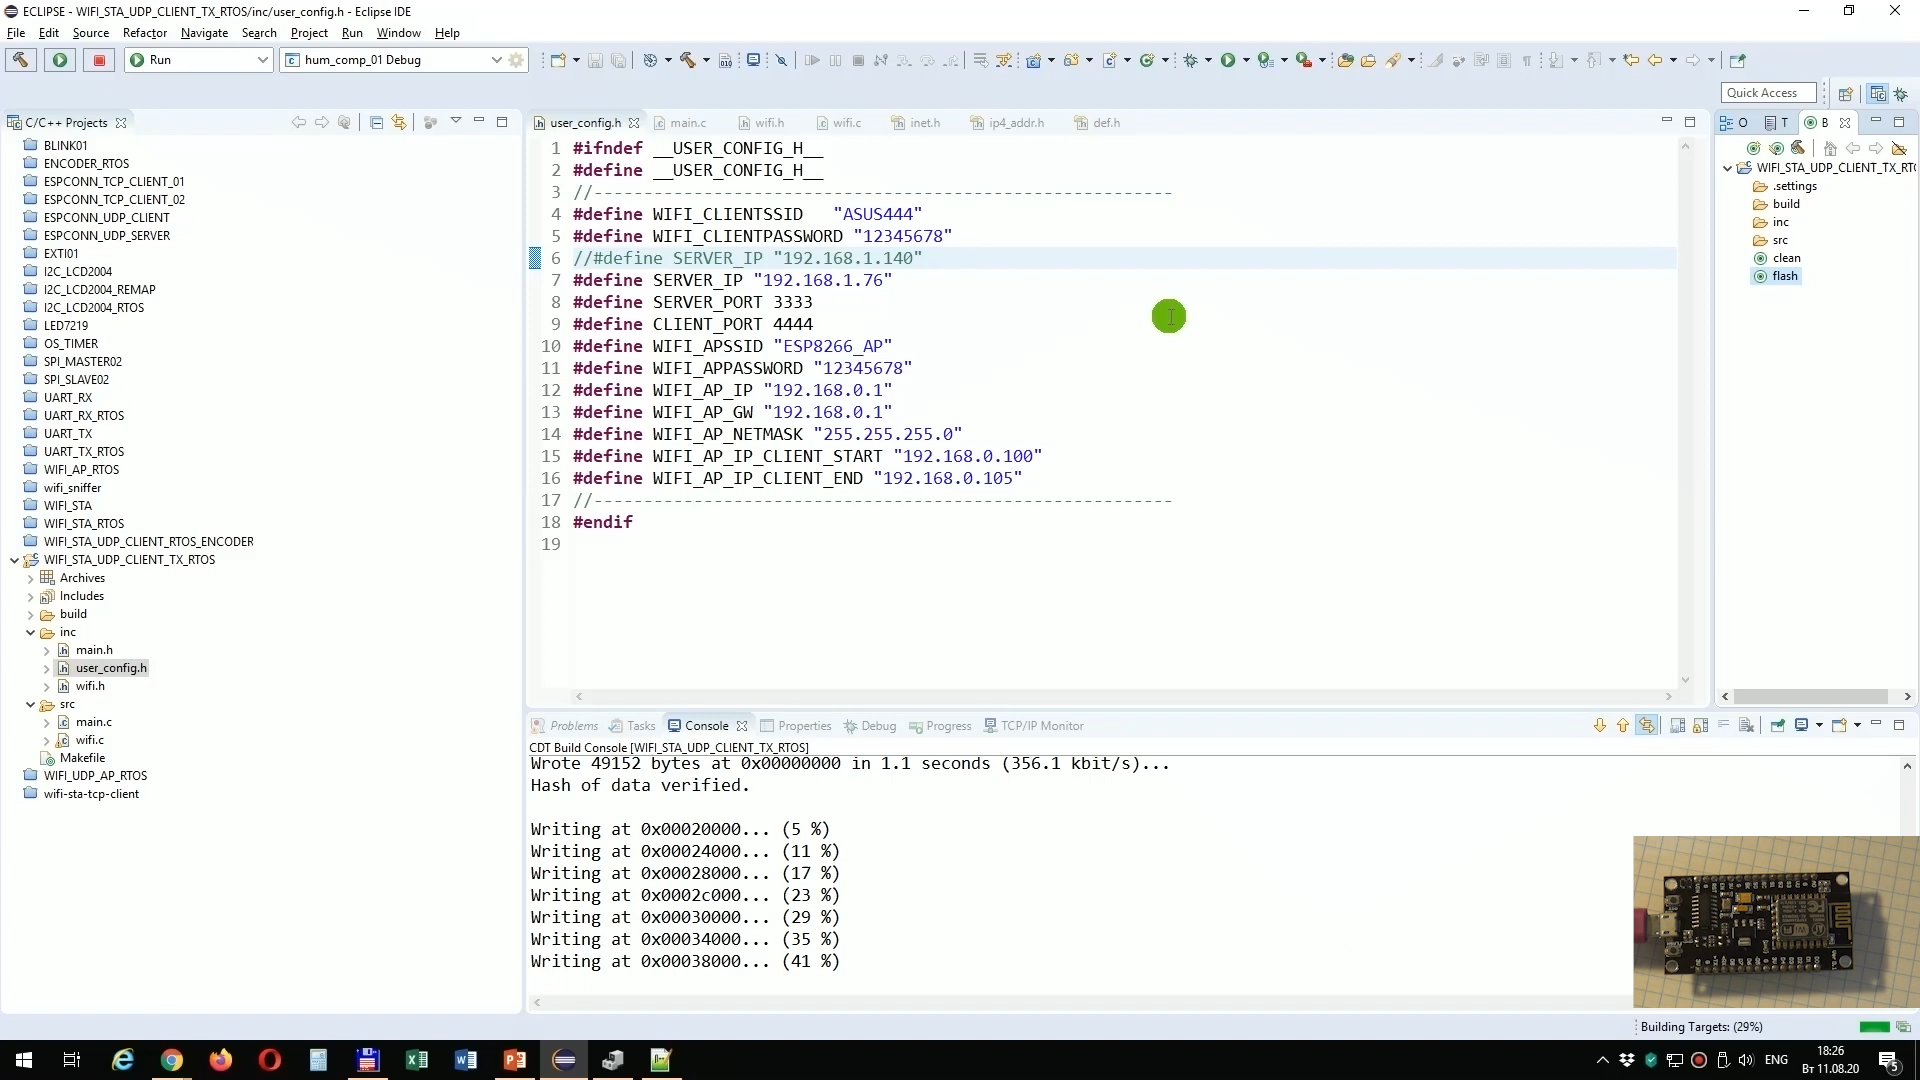 ECLIPSE - WIFI_STA_UDP_CLIENT_TX_RTOS/inc/user_config.h - Eclipse IDE
File Edit Source Refactor Navigate Search Project Run Window Help
Run
hum_comp_01 Debug
Quick Access
C/C++ Projects
BLINK01
ENCODER_RTOS
ESPCONN_TCP_CLIENT_01
ESPCONN_TCP_CLIENT_02
ESPCONN_UDP_CLIENT
ESPCONN_UDP_SERVER
EXTI01
I2C_LCD2004
I2C_LCD2004_REMAP
I2C_LCD2004_RTOS
LED7219
OS_TIMER
SPI_MASTER02
SPI_SLAVE02
UART_RX
UART_RX_RTOS
UART_TX
UART_TX_RTOS
WIFI_AP_RTOS
wifi_sniffer
WIFI_STA
WIFI_STA_RTOS
WIFI_STA_UDP_CLIENT_RTOS_ENCODER
WIFI_STA_UDP_CLIENT_TX_RTOS
Archives
Includes
build
inc
main.h
user_config.h
wifi.h
src
main.c
wifi.c
Makefile
WIFI_UDP_AP_RTOS
wifi-sta-tcp-client
user_config.h main.c wifi.h wifi.c inet.h ip4_addr.h def.h
1 #ifndef __USER_CONFIG_H__
2 #define __USER_CONFIG_H__
3 //----------------------------------------------------------
4 #define WIFI_CLIENTSSID   "ASUS444"
5 #define WIFI_CLIENTPASSWORD "12345678"
6 //#define SERVER_IP "192.168.1.140"
7 #define SERVER_IP "192.168.1.76"
8 #define SERVER_PORT 3333
9 #define CLIENT_PORT 4444
10 #define WIFI_APSSID "ESP8266_AP"
11 #define WIFI_APPASSWORD "12345678"
12 #define WIFI_AP_IP "192.168.0.1"
13 #define WIFI_AP_GW "192.168.0.1"
14 #define WIFI_AP_NETMASK "255.255.255.0"
15 #define WIFI_AP_IP_CLIENT_START "192.168.0.100"
16 #define WIFI_AP_IP_CLIENT_END "192.168.0.105"
17 //----------------------------------------------------------
18 #endif
19
O T B
WIFI_STA_UDP_CLIENT_TX_RT
.settings
build
inc
src
clean
flash
Problems Tasks Console Properties Debug Progress TCP/IP Monitor
CDT Build Console [WIFI_STA_UDP_CLIENT_TX_RTOS]
Wrote 49152 bytes at 0x00000000 in 1.1 seconds (356.1 kbit/s)...
Hash of data verified.
Writing at 0x00020000... (5 %)
Writing at 0x00024000... (11 %)
Writing at 0x00028000... (17 %)
Writing at 0x0002c000... (23 %)
Writing at 0x00030000... (29 %)
Writing at 0x00034000... (35 %)
Writing at 0x00038000... (41 %)
Building Targets: (29%)
ENG
18:26
Вт 11.08.20
5